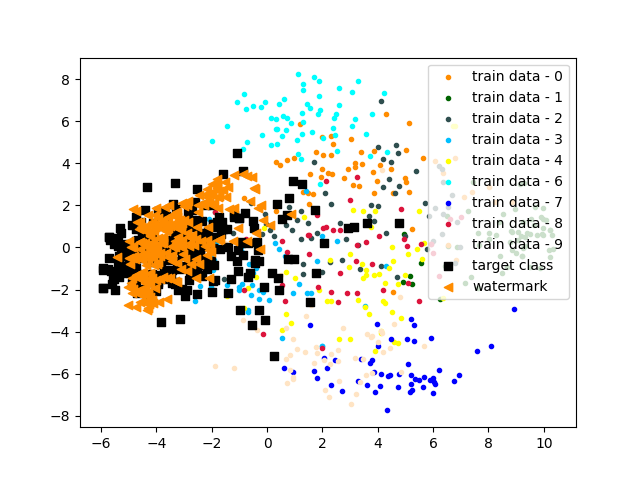 8
6
4
2
0
−2
−4
−6
−8
−6
−4
−2
0
2
4
6
8
10
train data - 0
train data - 1
train data - 2
train data - 3
train data - 4
train data - 6
train data - 7
train data - 8
train data - 9
target class
watermark